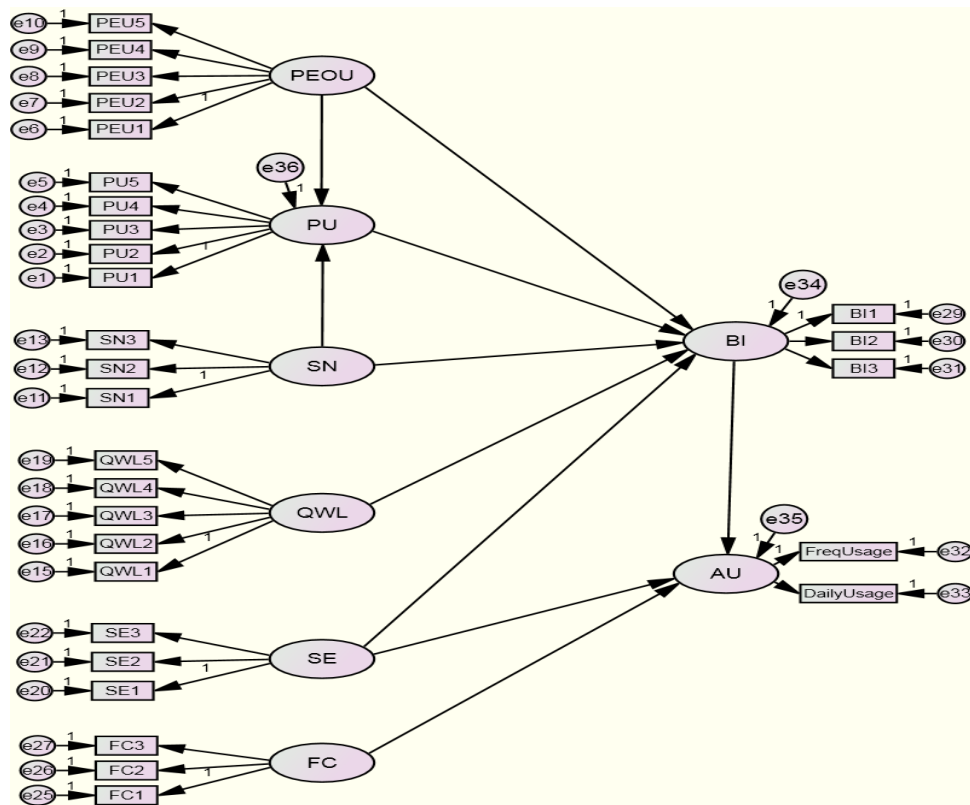 e10 1 PEU5
e9 1 PEU4
e8 1 PEU3
e7 1 PEU2
e6 1 PEU1
1
PEOU
e36
1
e5 1 PU5
e4 1 PU4
e3 1 PU3
e2 1 PU2
e1 1 PU1
1
PU
e13 1 SN3
e12 1 SN2
e11 1 SN1
1
SN
e34
1
BI
1
BI1 1 e29
BI2 1 e30
BI3 1 e31
e19 1 QWL5
e18 1 QWL4
e17 1 QWL3
e16 1 QWL2
e15 1 QWL1
1
QWL
e35
1
AU
1
FreqUsage 1 e32
DailyUsage 1 e33
e22 1 SE3
e21 1 SE2
e20 1 SE1
1
SE
e27 1 FC3
e26 1 FC2
e25 1 FC1
1
FC